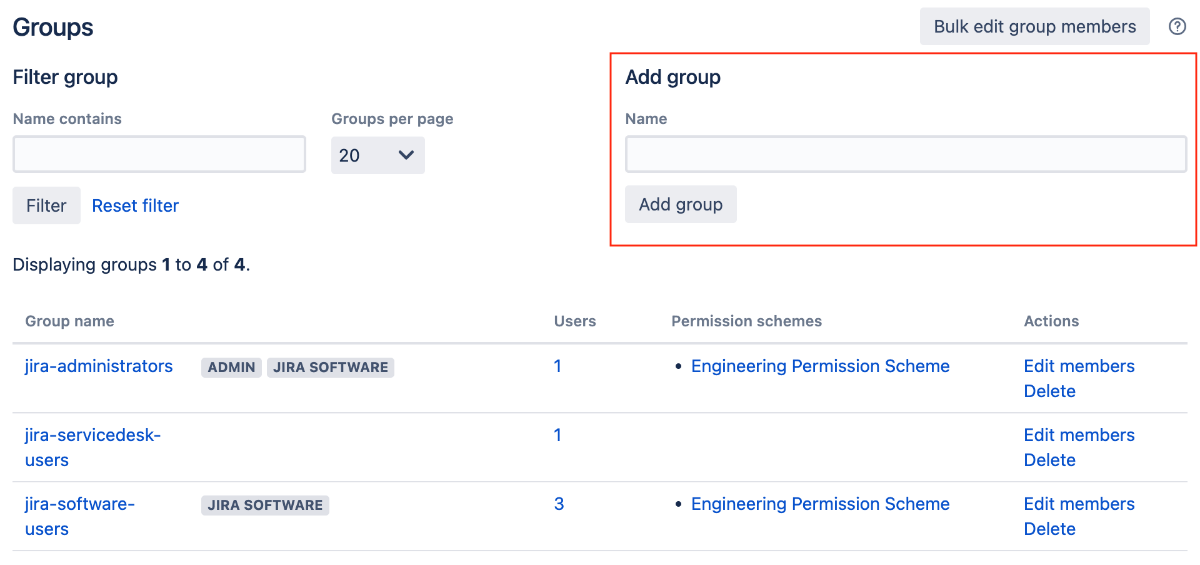 Groups
Bulk edit group members
Filter group
Name contains
Groups per page
20
Filter
Reset filter
Add group
Name
Add group
Displaying groups 1 to 4 of 4.
Group name Users Permission schemes Actions
jira-administrators ADMIN JIRA SOFTWARE 1 • Engineering Permission Scheme Edit members
Delete
jira-servicedesk- 1 Edit members
users Delete
jira-software- JIRA SOFTWARE 3 • Engineering Permission Scheme Edit members
users Delete